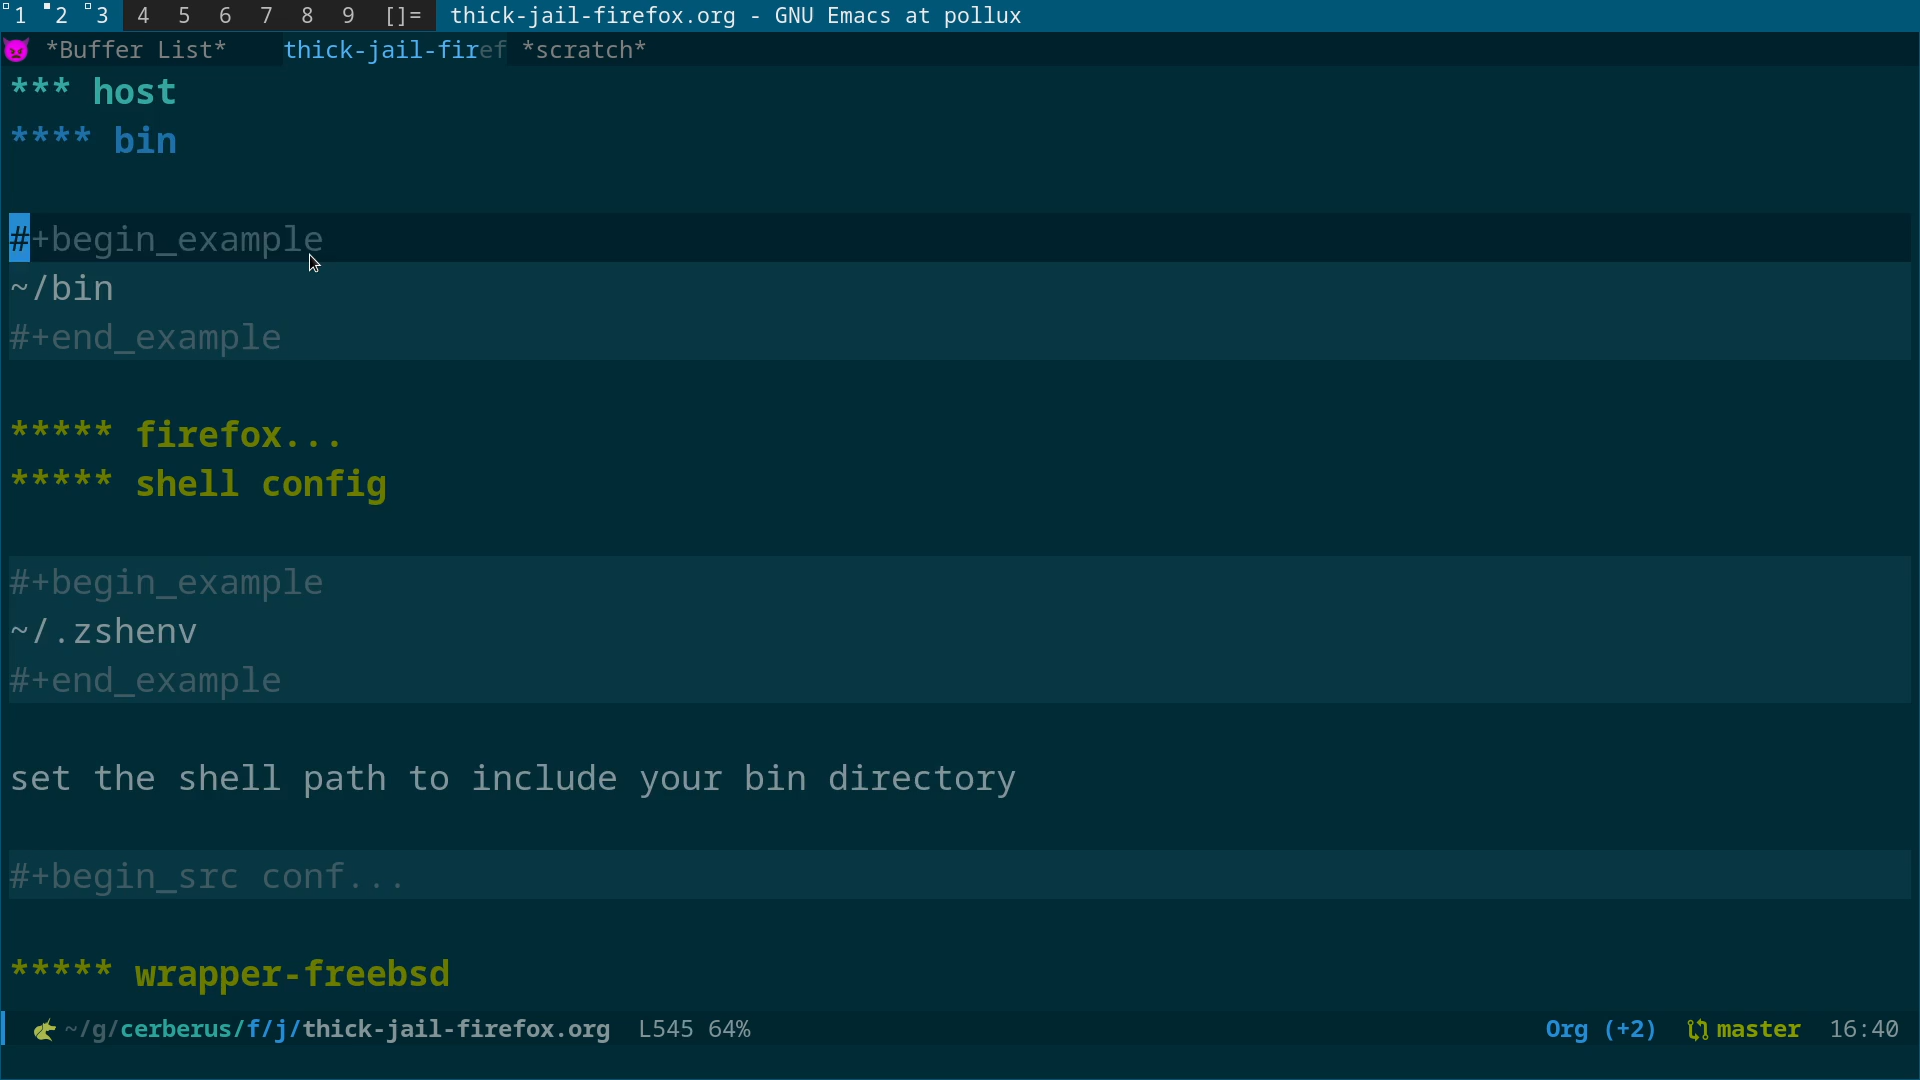 1 2 3 4 5 6 7 8 9 []= thick-jail-firefox.org - GNU Emacs at pollux
*Buffer List* thick-jail-firef *scratch*
*** host
**** bin
#+begin_example
~/bin
#+end_example
***** firefox...
***** shell config
#+begin_example
~/.zshenv
#+end_example
set the shell path to include your bin directory
#+begin_src conf...
***** wrapper-freebsd
~/g/cerberus/f/j/thick-jail-firefox.org L545 64% Org (+2) master 16:40